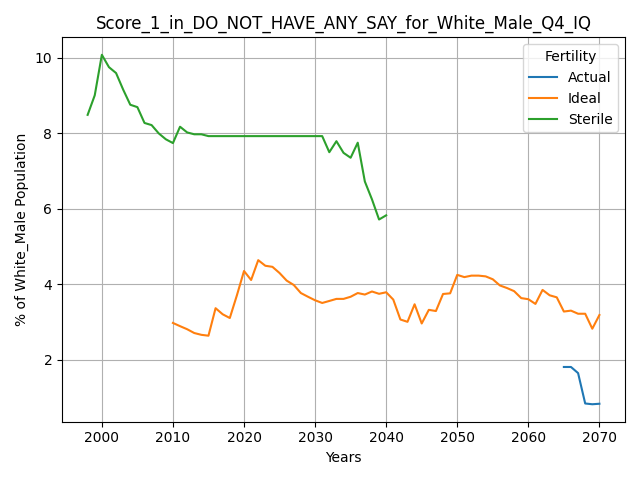 Score_1_in_DO_NOT_HAVE_ANY_SAY_for_White_Male_Q4_IQ
% of White_Male Population
10
8
6
4
2
Fertility
Actual
Ideal
Sterile
2000 2010 2020 2030 2040 2050 2060 2070
Years